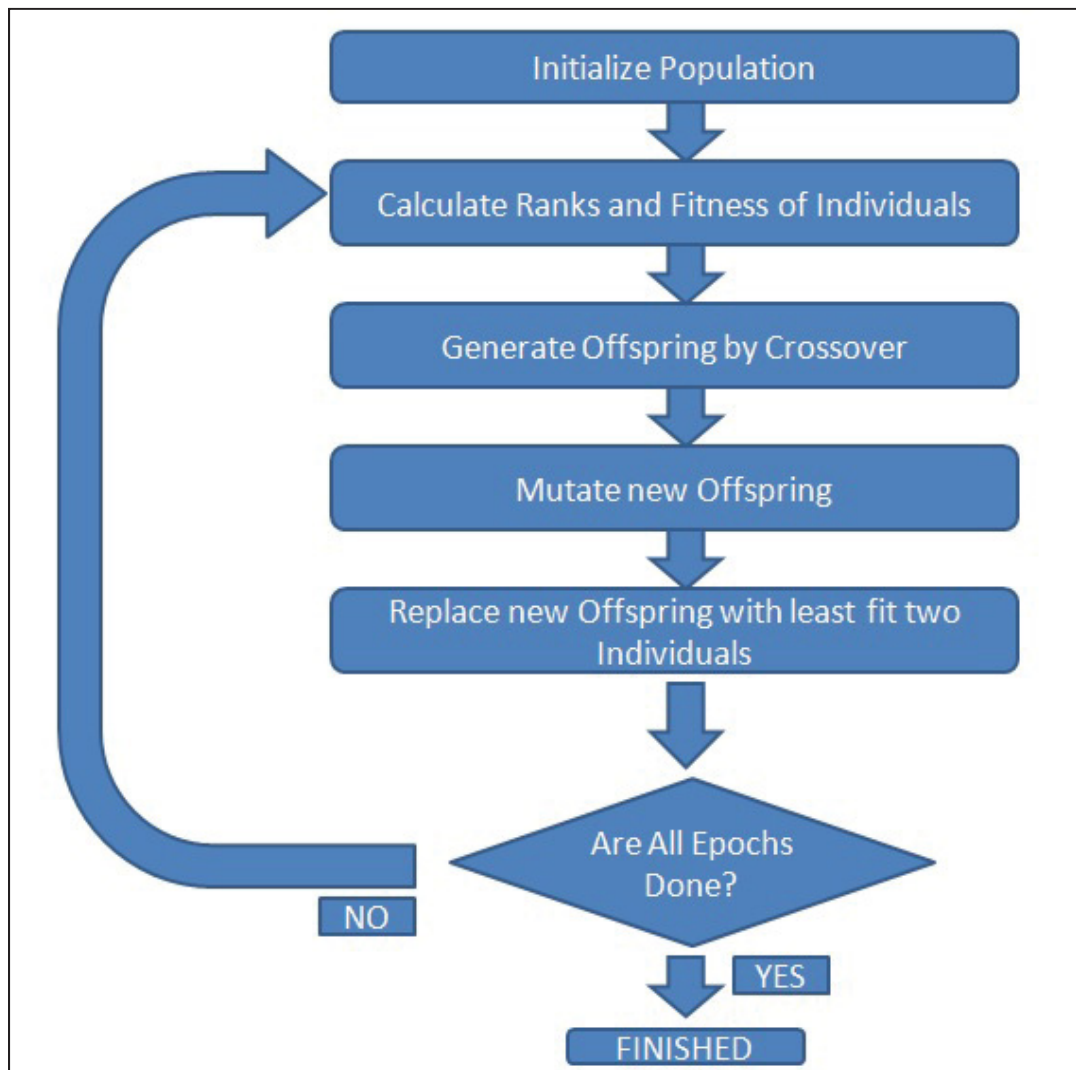 Initialize Population
Calculate Ranks and Fitness of Individuals
Generate Offspring by Crossover
Mutate new Offspring
Replace new Offspring with least fit two
Individuals
Are All Epochs
Done?
NO
YES
FINISHED